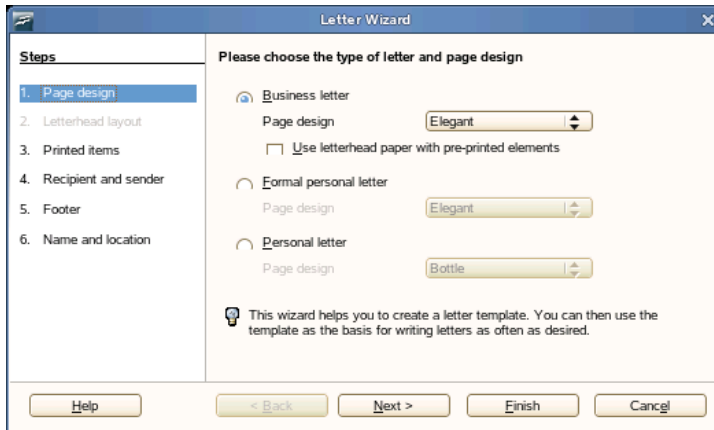 Letter Wizard
Steps
Please choose the type of letter and page design
1. Page design
Business letter
2. Letterhead layout
Page design Elegant
3. Printed items
Use letterhead paper with pre-printed elements
4. Recipient and sender
Formal personal letter
5. Footer
Page design Elegant
6. Name and location
Personal letter
Page design Bottle
This wizard helps you to create a letter template. You can then use the
template as the basis for writing letters as often as desired.
Help < Back Next > Finish Cancel